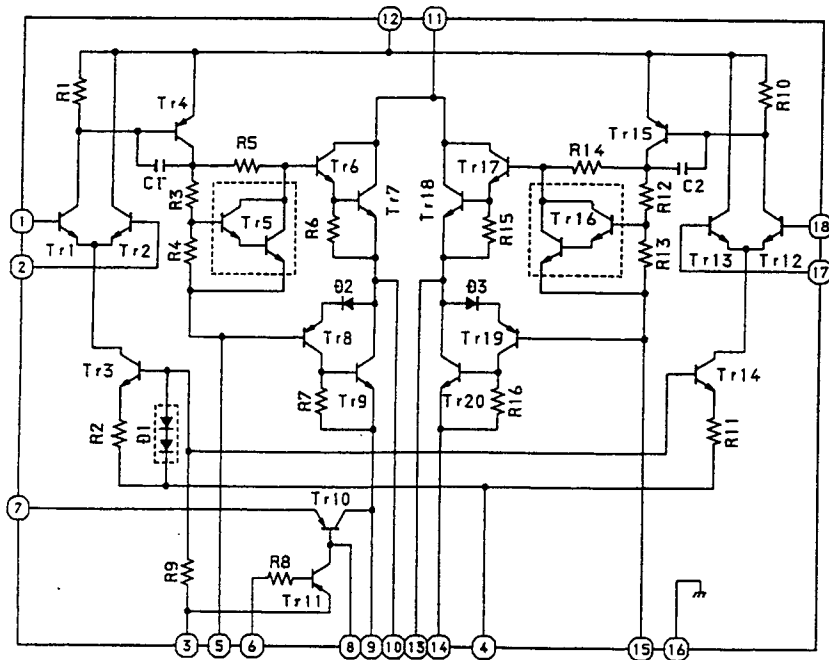 12 11
R1 R10
Tr4 Tr15
R5 R14
C1 Tr6 Tr17 C2
R3 Tr5 Tr7 Tr18 Tr16 R12
1 R4 R6 R15 R13 18
Tr1 Tr2 Tr13 Tr12
2 17
D2 D3
Tr8 Tr19
Tr3 Tr14
R2 D1 R7 Tr9 Tr20 R16 R11
7 Tr10
R9 R8
Tr11
3 5 6 8 9 10 13 14 4 15 16